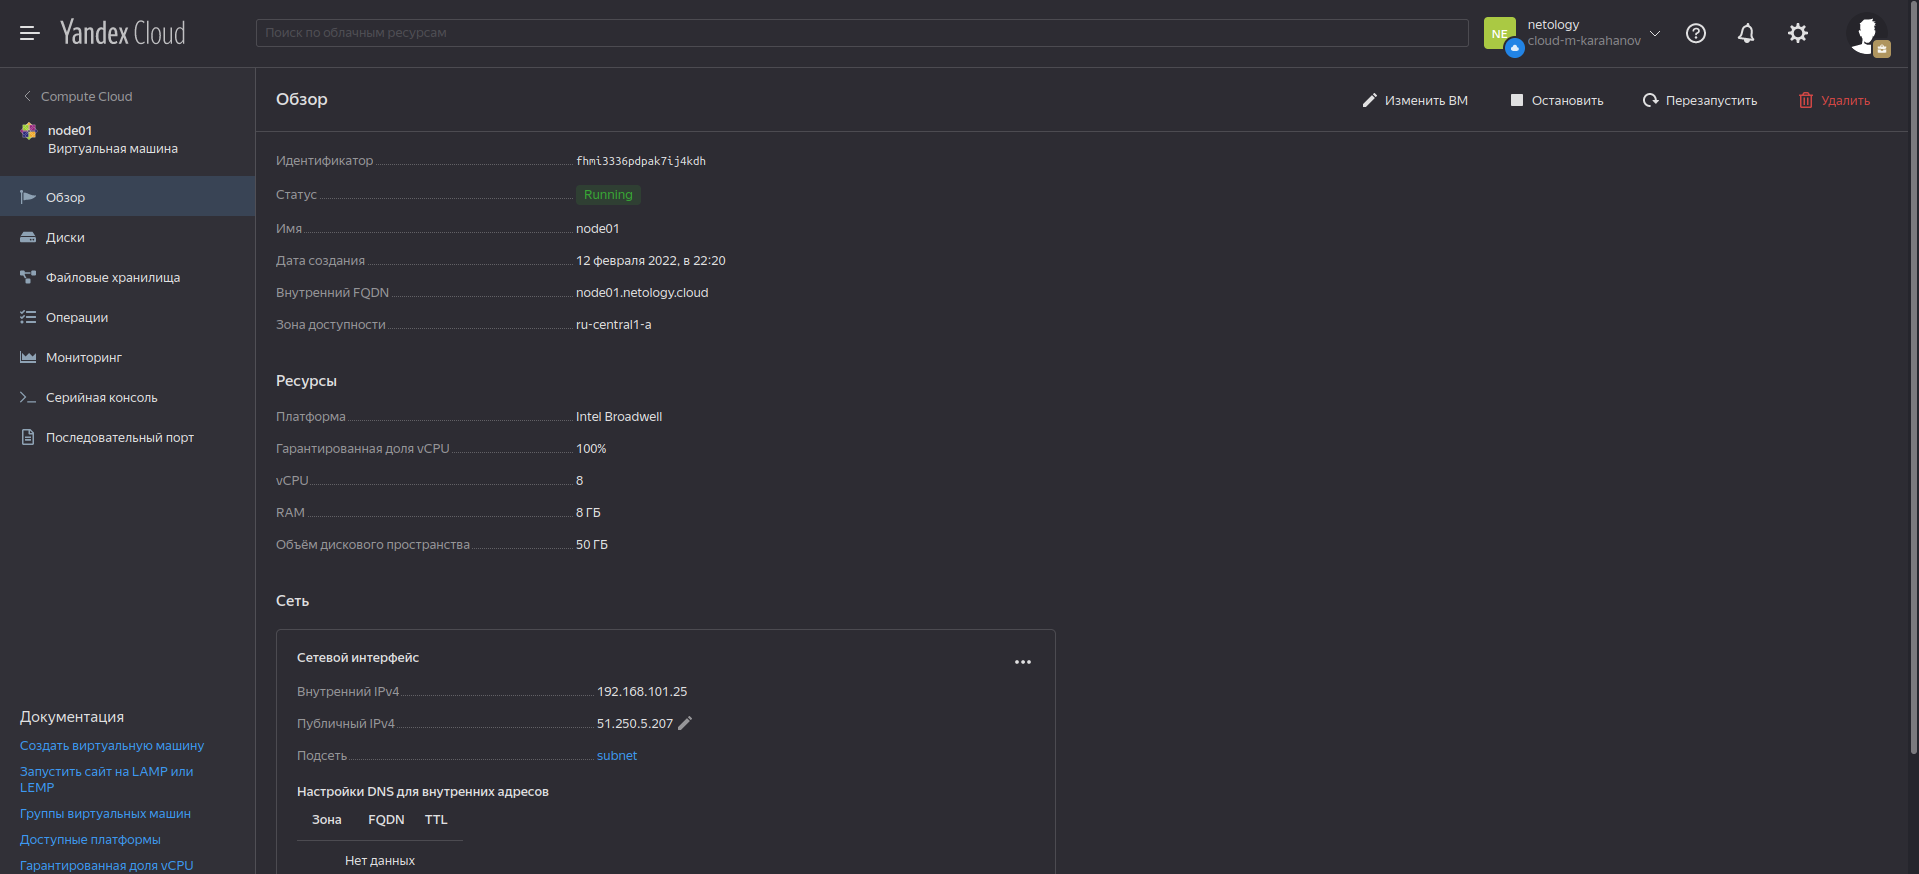 Yandex Cloud
Поиск по облачным ресурсам
NE
netology
cloud-m-karahanov
Compute Cloud
node01
Виртуальная машина
Обзор
Диски
Файловые хранилища
Операции
Мониторинг
Серийная консоль
Последовательный порт
Документация
Создать виртуальную машину
Запустить сайт на LAMP или
LEMP
Группы виртуальных машин
Доступные платформы
Гарантированная доля vCPU
Обзор
Изменить ВМ
Остановить
Перезапустить
Удалить
Идентификатор fhmi3336pdpak7ij4kdh
Статус Running
Имя node01
Дата создания 12 февраля 2022, в 22:20
Внутренний FQDN node01.netology.cloud
Зона доступности ru-central1-a
Ресурсы
Платформа Intel Broadwell
Гарантированная доля vCPU 100%
vCPU 8
RAM 8 ГБ
Объём дискового пространства 50 ГБ
Сеть
Сетевой интерфейс
Внутренний IPv4 192.168.101.25
Публичный IPv4 51.250.5.207
Подсеть subnet
Настройки DNS для внутренних адресов
Зона FQDN TTL
Нет данных